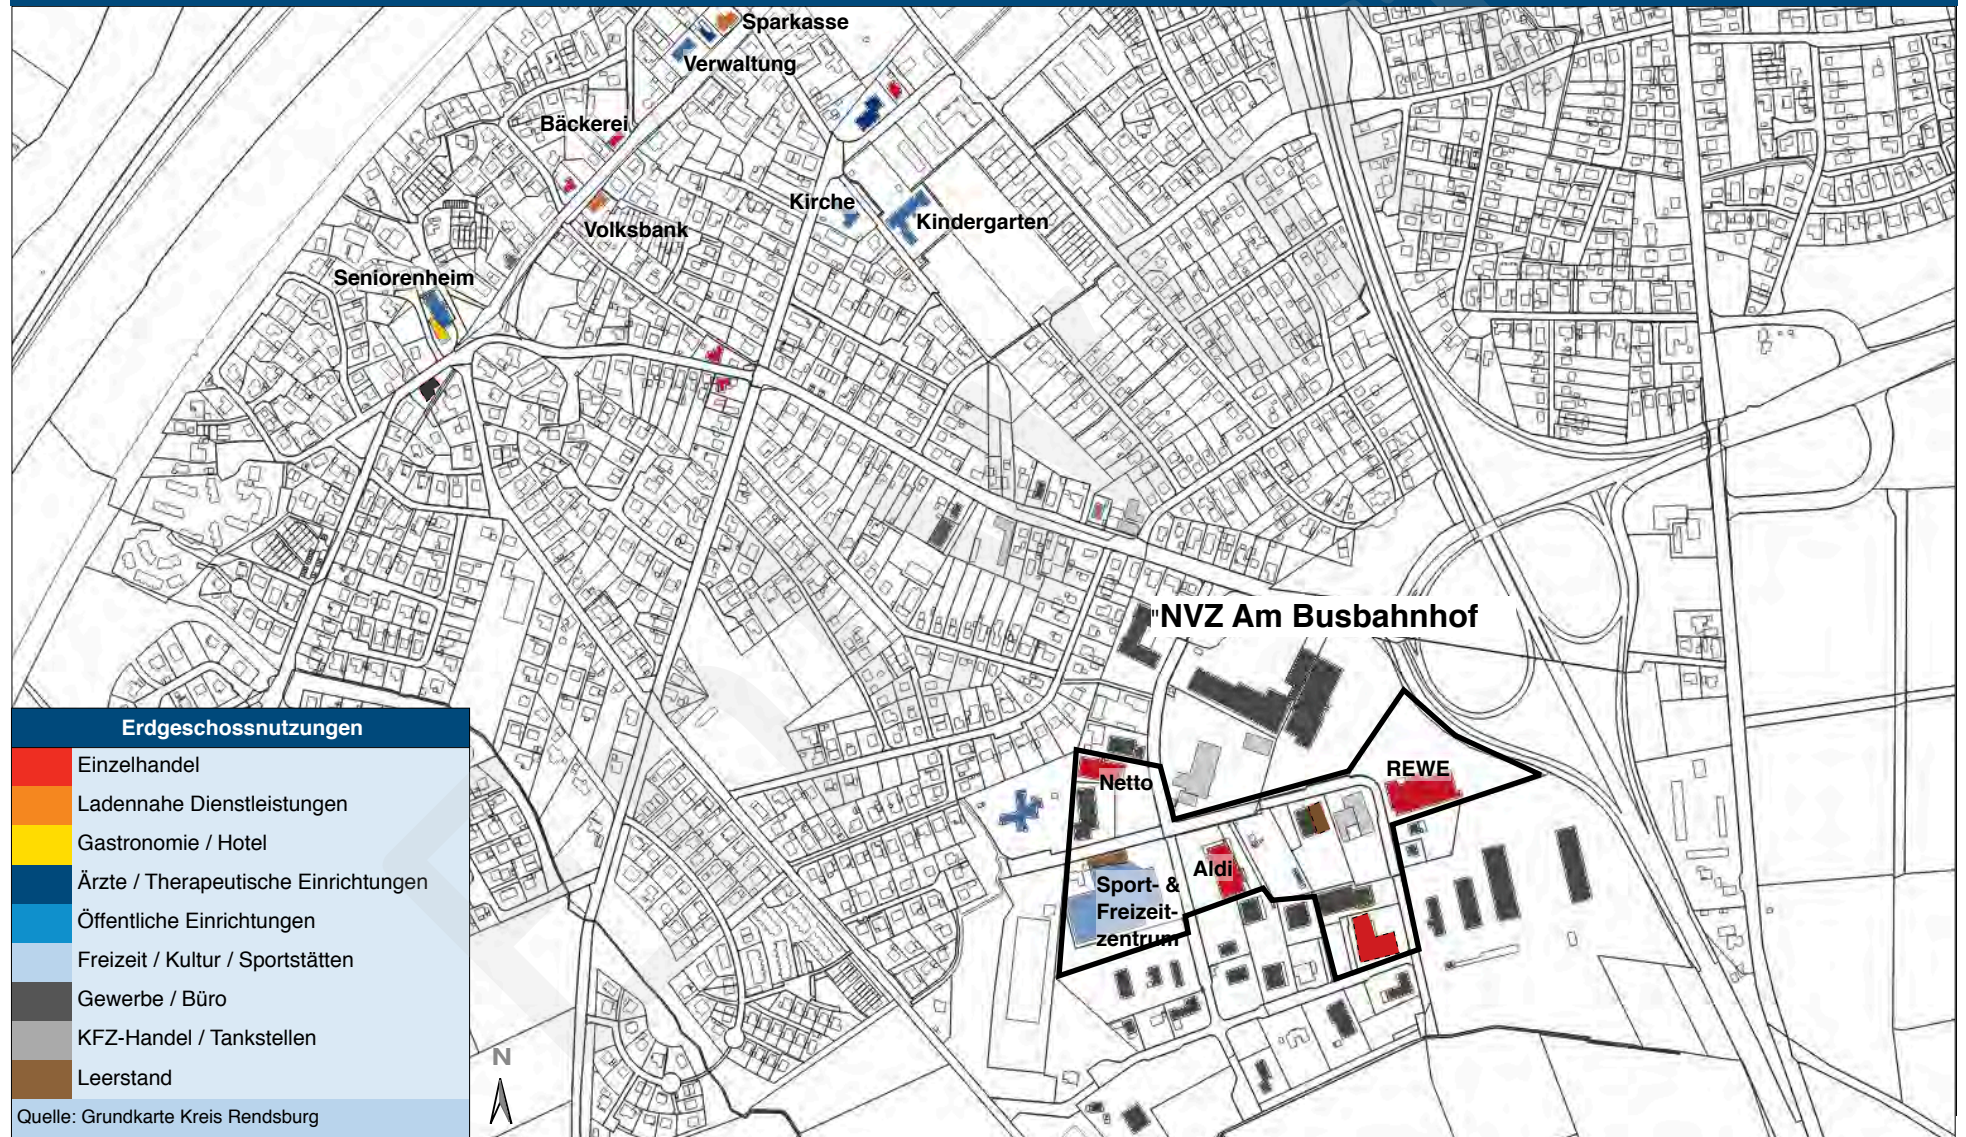 Sparkasse
Verwaltung
Bäckerei
Kirche
Kindergarten
Volksbank
Seniorenheim
"NVZ Am Busbahnhof
REWE
Netto
Aldi
Sport- &
Freizeit-
zentrum
Erdgeschossnutzungen
Einzelhandel
Ladennahe Dienstleistungen
Gastronomie / Hotel
Ärzte / Therapeutische Einrichtungen
Öffentliche Einrichtungen
Freizeit / Kultur / Sportstätten
Gewerbe / Büro
KFZ-Handel / Tankstellen
Leerstand
Quelle: Grundkarte Kreis Rendsburg
N